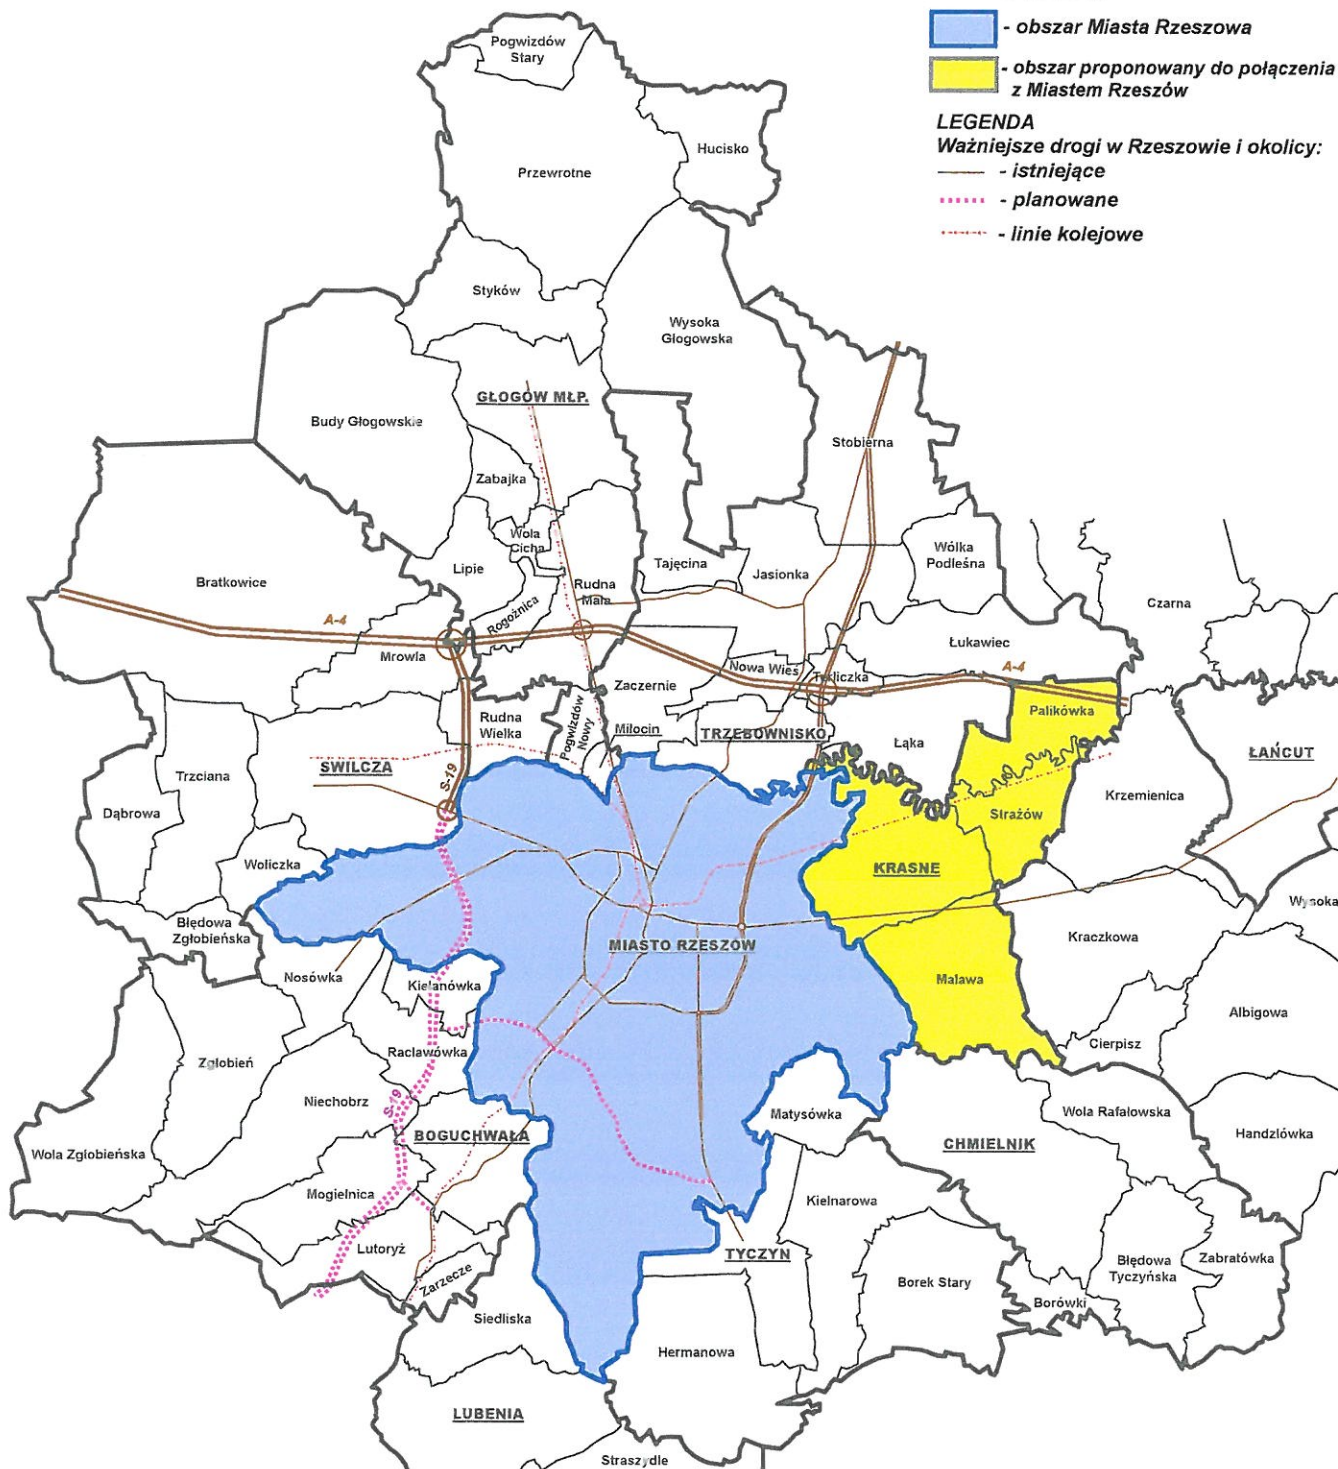 - obszar Miasta Rzeszowa
- obszar proponowany do połączenia
z Miastem Rzeszów
LEGENDA
Ważniejsze drogi w Rzeszowie i okolicy:
- istniejące
- planowane
- linie kolejowe
Pogwizdów
Stary
Hucisko
Przewrotne
Styków
Wysoka
Głogowska
GŁOGÓW MŁP.
Budy Głogowskie
Stobierna
Zabajka
Wola
Cicha
Wólka
Podleśna
Tajęcina
Jasionka
Lipie
Rudna
Mała
Bratkowice
Rogoźnica
Czarna
A-4
Łukawiec
Mrowla
Nowa Wieś
Terliczka
A-4
Zaczernie
Palikówka
Rudna
Wielka
Pogwizdów
Nowy
Miłocin
TRZEBOWNISKO
Łąka
ŁAŃCUT
Trzciana
ŚWILCZA
S-19
Krzemienica
Dąbrowa
Strażów
Woliczka
KRASNE
Wysoka
Błędowa
Zgłobieńska
MIASTO RZESZÓW
Kraczkowa
Nosówka
Kielanówka
Malawa
Albigowa
Zgłobień
Racławówka
Cierpisz
Niechobrz
S-19
Matysówka
Wola Rafałowska
BOGUCHWAŁA
CHMIELNIK
Handzlówka
Wola Zgłobieńska
Mogielnica
Kielnarowa
Lutoryż
TYCZYN
Błędowa
Tyczyńska
Zabratówka
Zarzecze
Borek Stary
Borówki
Siedliska
Hermanowa
LUBENIA
Straszydle